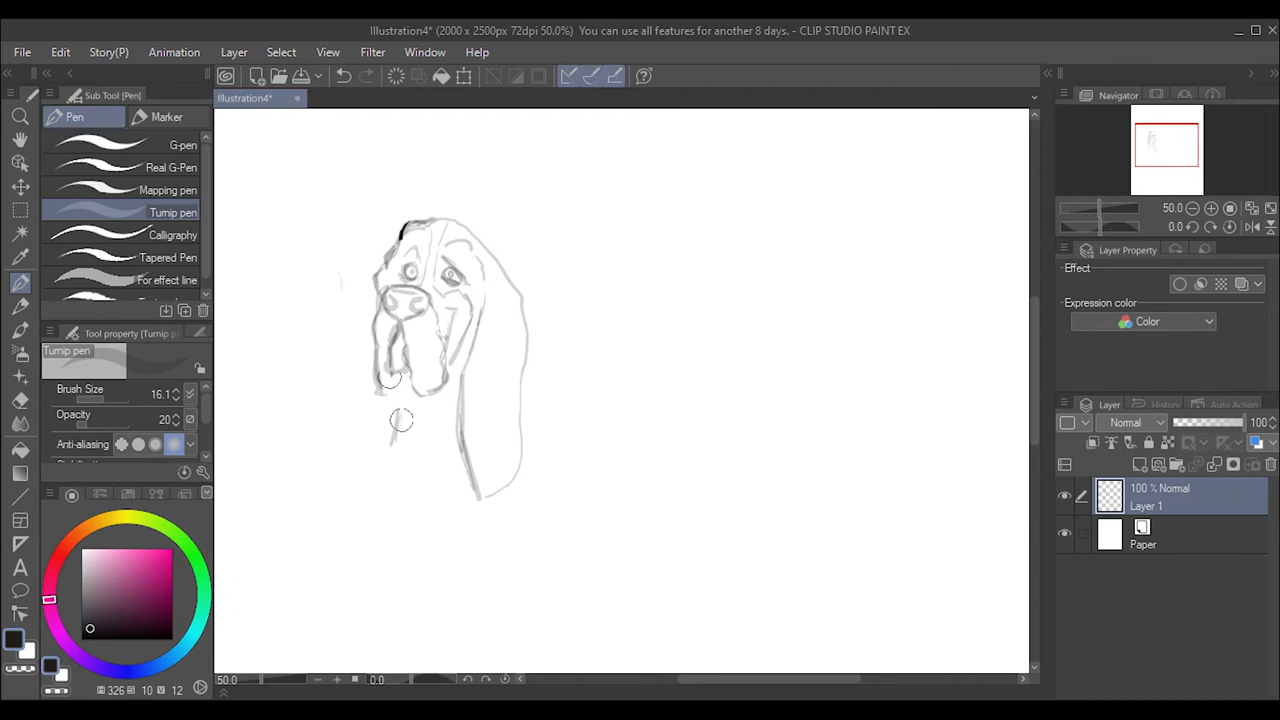 Illustration4* (2000 x 2500px 72dpi 50.0%) You can use all features for another 8 days. - CLIP STUDIO PAINT EX
File Edit Story(P) Animation Layer Select View Filter Window Help
Sub Tool [Pen]
Illustration4*
Navigator
Pen Marker
G-pen
Real G-Pen
Mapping pen
Turnip pen
Calligraphy
Tapered Pen
For effect line
50.0
0.0
Layer Property
Effect
Expression color
Color
Tool property [Turnip pen]
Turnip pen
Brush Size 16.1
Opacity 20
Anti-aliasing
Layer History Auto Action
Normal 100
100 % Normal
Layer 1
Paper
50.0 0.0
326 10 12